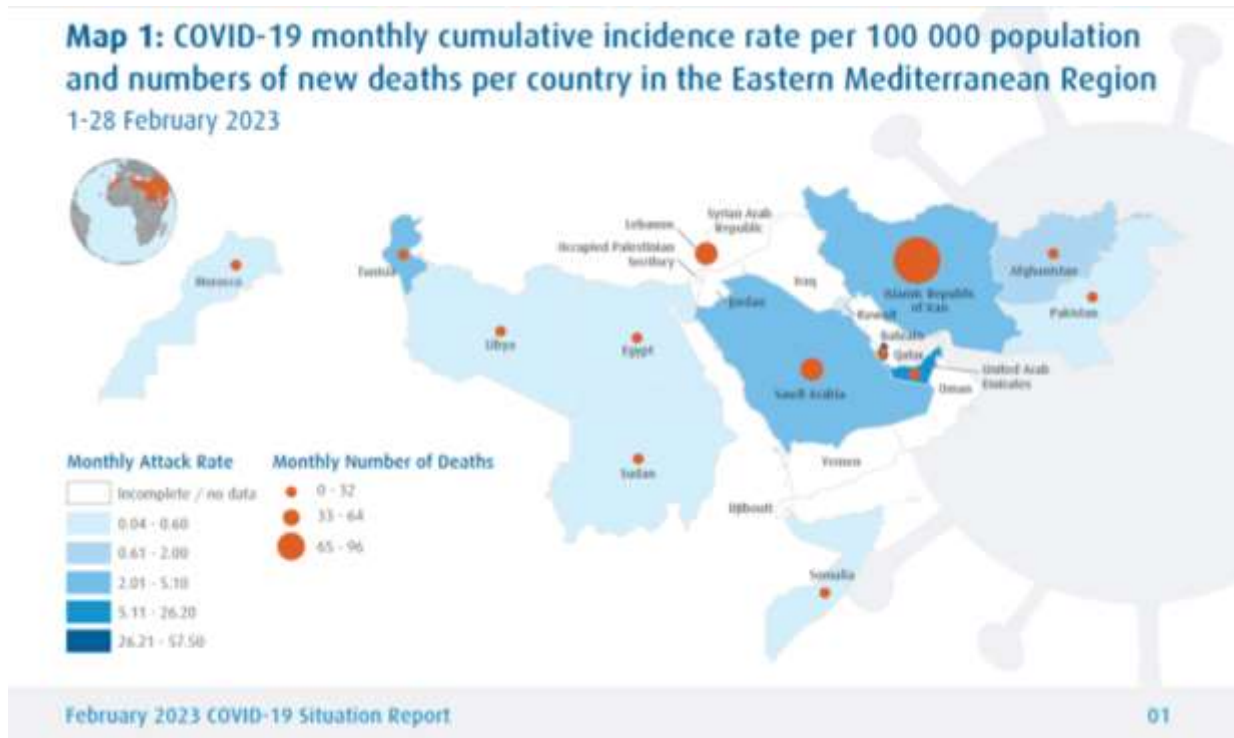 Map 1: COVID-19 monthly cumulative incidence rate per 100 000 population
and numbers of new deaths per country in the Eastern Mediterranean Region
1-28 February 2023
Lebanon
Syrian Arab
Republic
Occupied Palestinian
territory
Morocco
Tunisia
Iraq
Afghanistan
Jordan
Kuwait
Islamic Republic
of Iran
Pakistan
Libya
Egypt
Bahrain
Qatar
United Arab
Emirates
Saudi Arabia
Oman
Sudan
Yemen
Djibouti
Somalia
Monthly Attack Rate
Incomplete / no data
0.04 - 0.60
0.61 - 2.00
2.01 - 5.10
5.11 - 26.20
26.21 - 57.50
Monthly Number of Deaths
0 - 32
33 - 64
65 - 96
February 2023 COVID-19 Situation Report
01